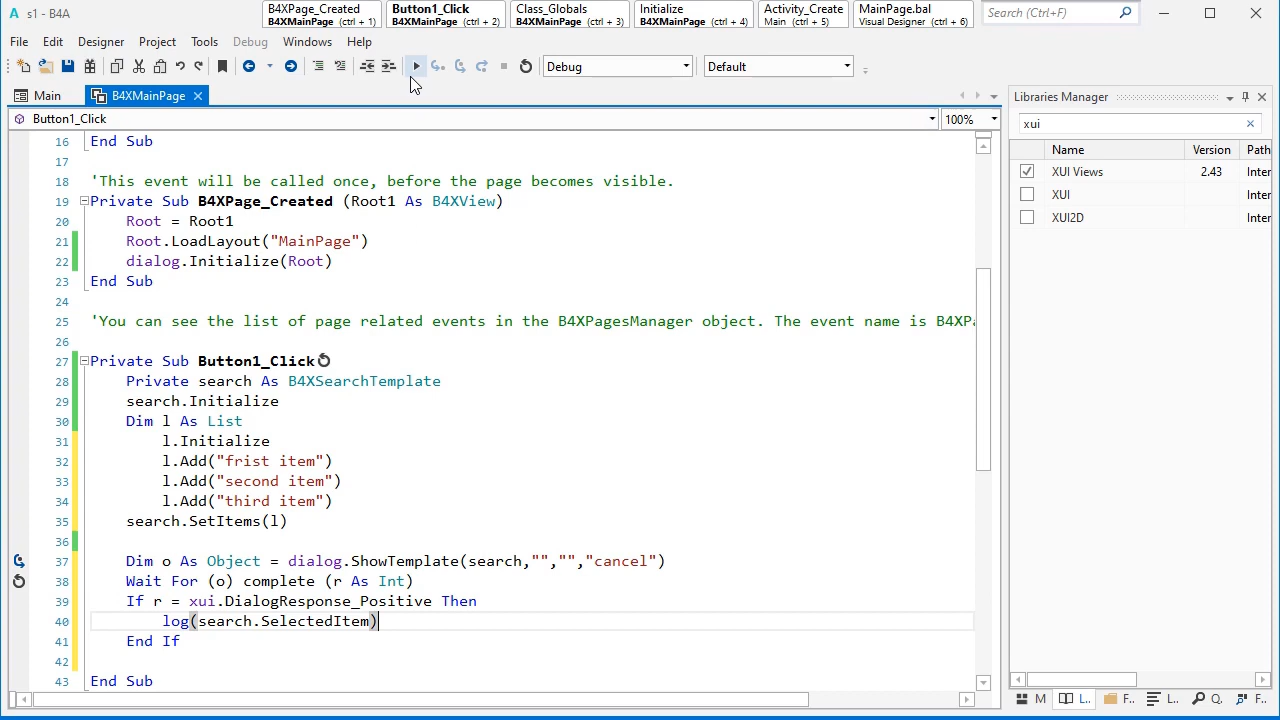 s1 - B4A
B4XPage_Created
B4XMainPage (ctrl + 1)
Button1_Click
B4XMainPage (ctrl + 2)
Class_Globals
B4XMainPage (ctrl + 3)
Initialize
B4XMainPage (ctrl + 4)
Activity_Create
Main (ctrl + 5)
MainPage.bal
Visual Designer (ctrl + 6)
Search (Ctrl+F)
File Edit Designer Project Tools Debug Windows Help
Debug
Default
Main
B4XMainPage
Button1_Click
100%
16 End Sub
17
18 'This event will be called once, before the page becomes visible.
19 Private Sub B4XPage_Created (Root1 As B4XView)
20 Root = Root1
21 Root.LoadLayout("MainPage")
22 dialog.Initialize(Root)
23 End Sub
24
25 'You can see the list of page related events in the B4XPagesManager object. The event name is B4XPa
26
27 Private Sub Button1_Click
28 Private search As B4XSearchTemplate
29 search.Initialize
30 Dim l As List
31 l.Initialize
32 l.Add("frist item")
33 l.Add("second item")
34 l.Add("third item")
35 search.SetItems(l)
36
37 Dim o As Object = dialog.ShowTemplate(search,"","","cancel")
38 Wait For (o) complete (r As Int)
39 If r = xui.DialogResponse_Positive Then
40 log(search.SelectedItem)
41 End If
42
43 End Sub
Libraries Manager
xui
Name Version Path
XUI Views 2.43 Inter
XUI Inter
XUI2D Inter
M L.. F.. L.. Q. F..